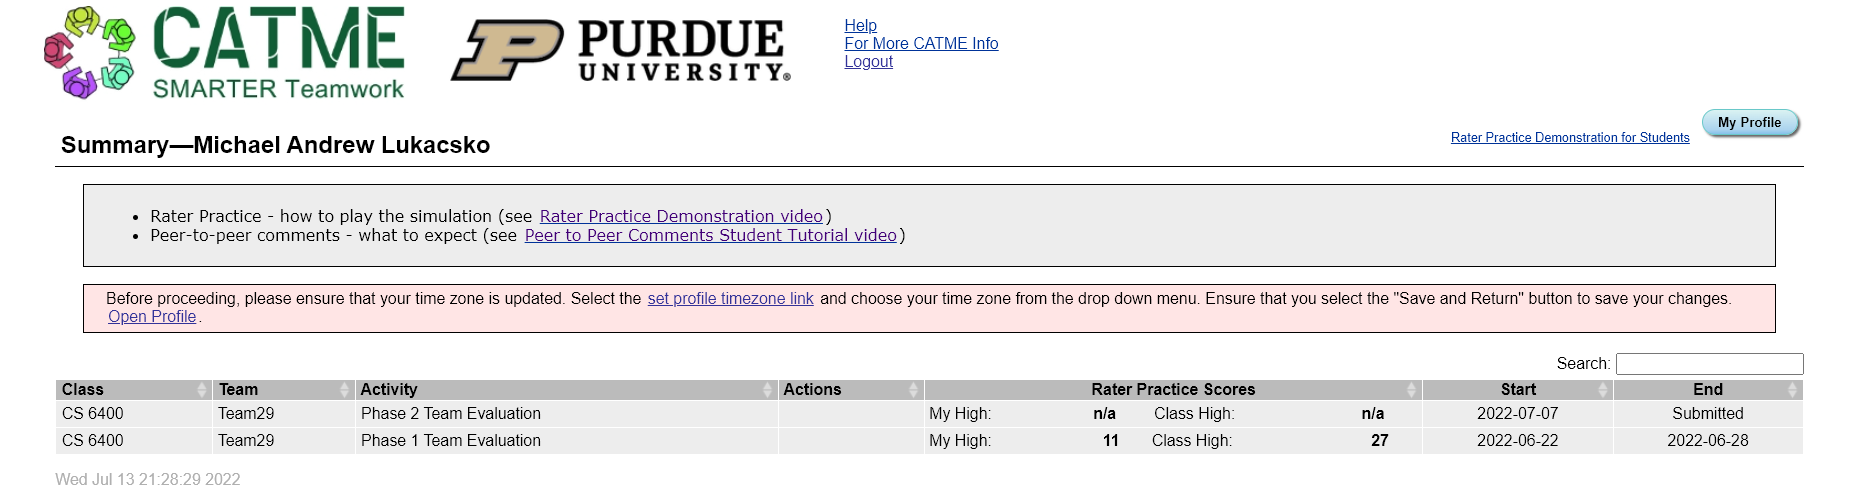 CATME
SMARTER Teamwork
PURDUE
UNIVERSITY®
Help
For More CATME Info
Logout
Summary—Michael Andrew Lukacsko
Rater Practice Demonstration for Students
My Profile
• Rater Practice - how to play the simulation (see Rater Practice Demonstration video)
• Peer-to-peer comments - what to expect (see Peer to Peer Comments Student Tutorial video)
Before proceeding, please ensure that your time zone is updated. Select the set profile timezone link and choose your time zone from the drop down menu. Ensure that you select the "Save and Return" button to save your changes.
Open Profile.
Search:
Class Team Activity Actions Rater Practice Scores Start End
CS 6400 Team29 Phase 2 Team Evaluation My High: n/a Class High: n/a 2022-07-07 Submitted
CS 6400 Team29 Phase 1 Team Evaluation My High: 11 Class High: 27 2022-06-22 2022-06-28
Wed Jul 13 21:28:29 2022